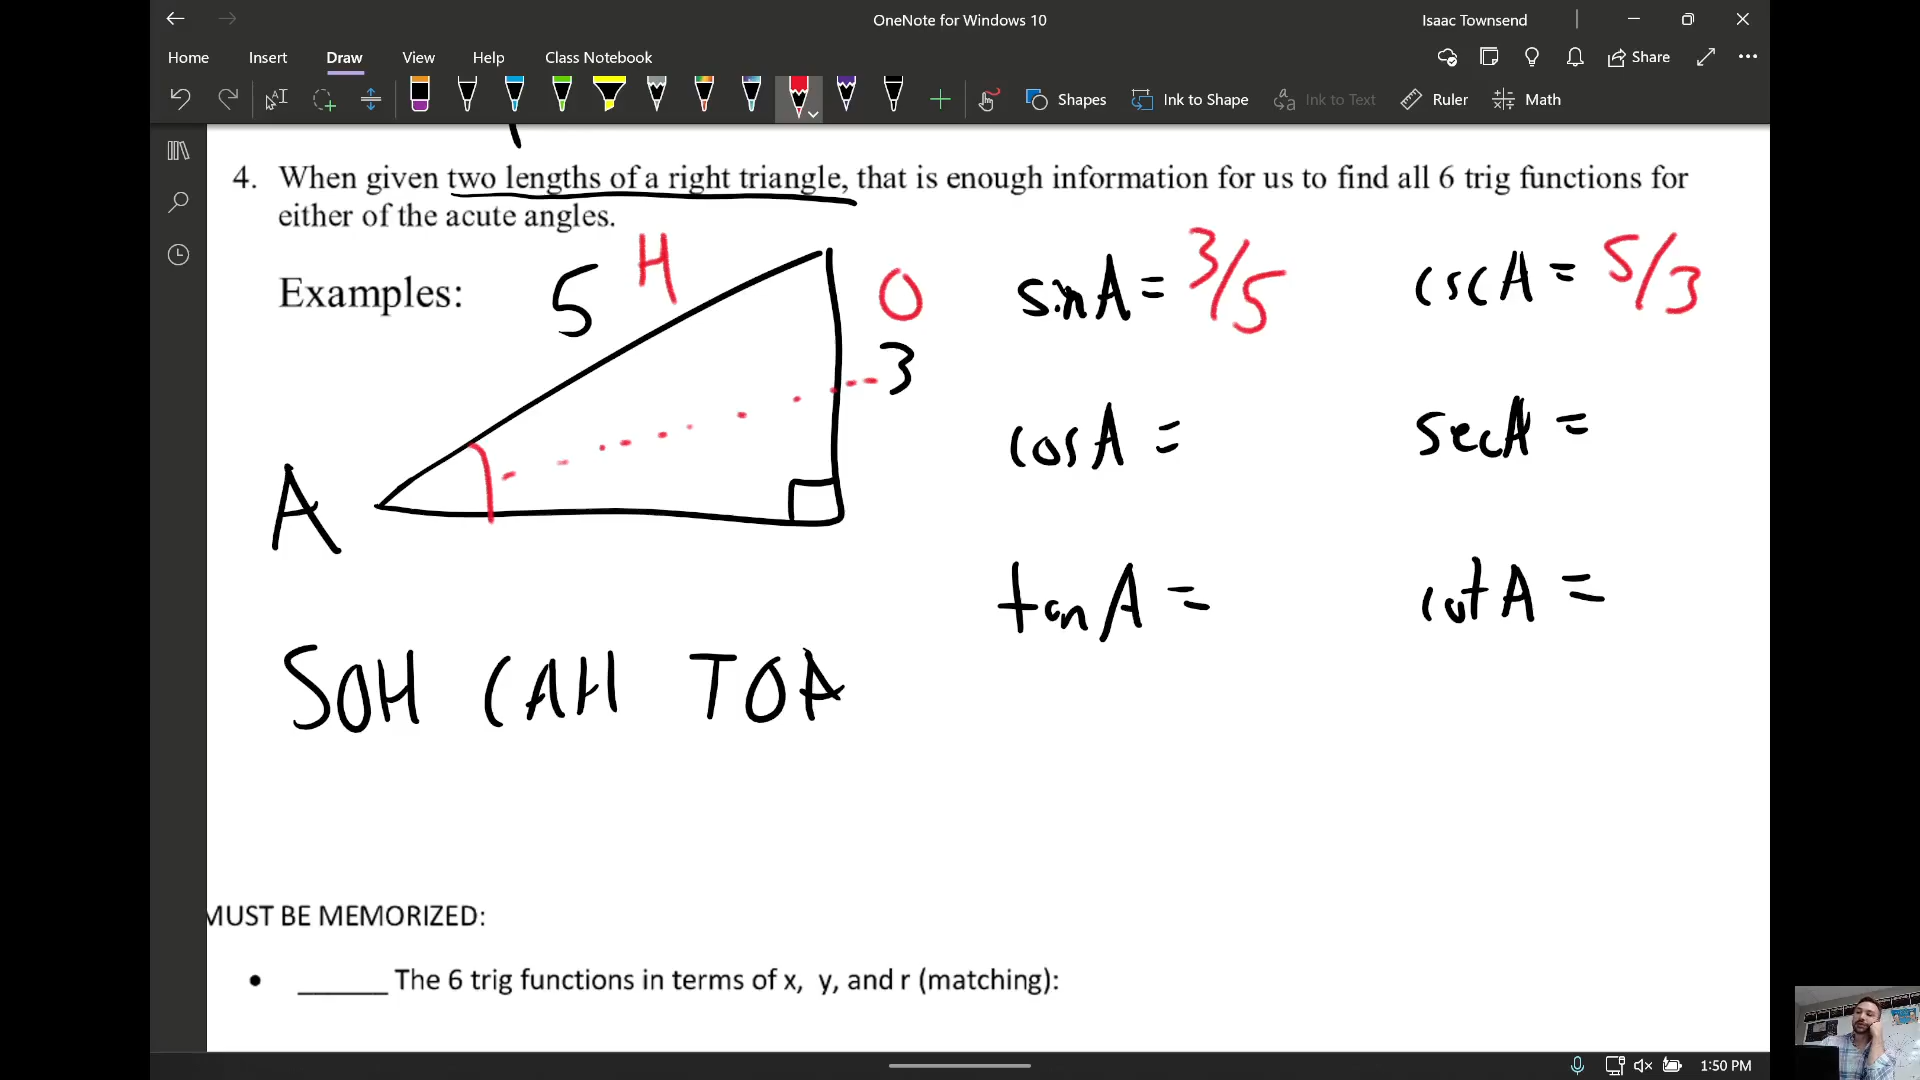 OneNote for Windows 10
Isaac Townsend
Home Insert Draw View Help Class Notebook
Share
Shapes Ink to Shape Ink to Text Ruler Math
4. When given two lengths of a right triangle, that is enough information for us to find all 6 trig functions for
either of the acute angles.
Examples:
5 H
O
3
A
sinA = 3/5
cscA = 5/3
cosA =
secA =
tanA =
cotA =
SOH CAH TOA
MUST BE MEMORIZED:
• ______ The 6 trig functions in terms of x, y, and r (matching):
1:50 PM